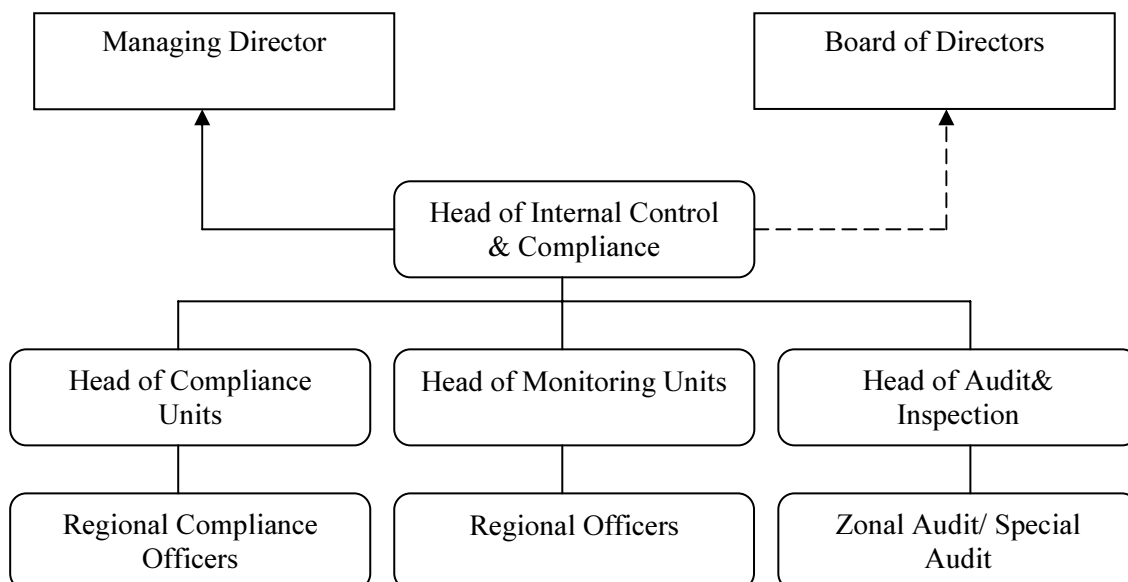 Managing Director
Board of Directors
Head of Internal Control
& Compliance
Head of Compliance
Units
Head of Monitoring Units
Head of Audit&
Inspection
Regional Compliance
Officers
Regional Officers
Zonal Audit/ Special
Audit